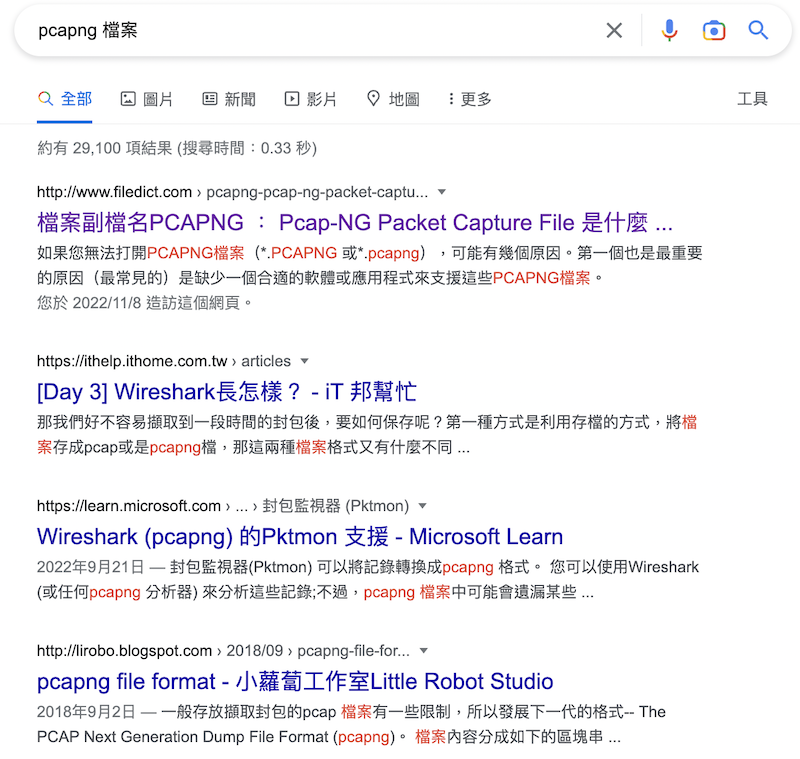 pcapng 檔案
全部 圖片 新聞 影片 地圖 更多 工具
約有 29,100 項結果 (搜尋時間：0.33 秒)
http://www.filedict.com › pcapng-pcap-ng-packet-captu...
檔案副檔名PCAPNG ： Pcap-NG Packet Capture File 是什麼 ...
如果您無法打開PCAPNG檔案（*.PCAPNG 或*.pcapng），可能有幾個原因。第一個也是最重要
的原因（最常見的）是缺少一個合適的軟體或應用程式來支援這些PCAPNG檔案。
您於 2022/11/8 造訪這個網頁。
https://ithelp.ithome.com.tw › articles
[Day 3] Wireshark長怎樣？ - iT 邦幫忙
那我們好不容易擷取到一段時間的封包後，要如何保存呢？第一種方式是利用存檔的方式，將檔
案存成pcap或是pcapng檔，那這兩種檔案格式又有什麼不同 ...
https://learn.microsoft.com › ... › 封包監視器 (Pktmon)
Wireshark (pcapng) 的Pktmon 支援 - Microsoft Learn
2022年9月21日 — 封包監視器(Pktmon) 可以將記錄轉換成pcapng 格式。 您可以使用Wireshark
(或任何pcapng 分析器) 來分析這些記錄;不過，pcapng 檔案中可能會遺漏某些 ...
http://lirobo.blogspot.com › 2018/09 › pcapng-file-for...
pcapng file format - 小蘿蔔工作室Little Robot Studio
2018年9月2日 — 一般存放擷取封包的pcap 檔案有一些限制，所以發展下一代的格式-- The
PCAP Next Generation Dump File Format (pcapng)。 檔案內容分成如下的區塊串 ...